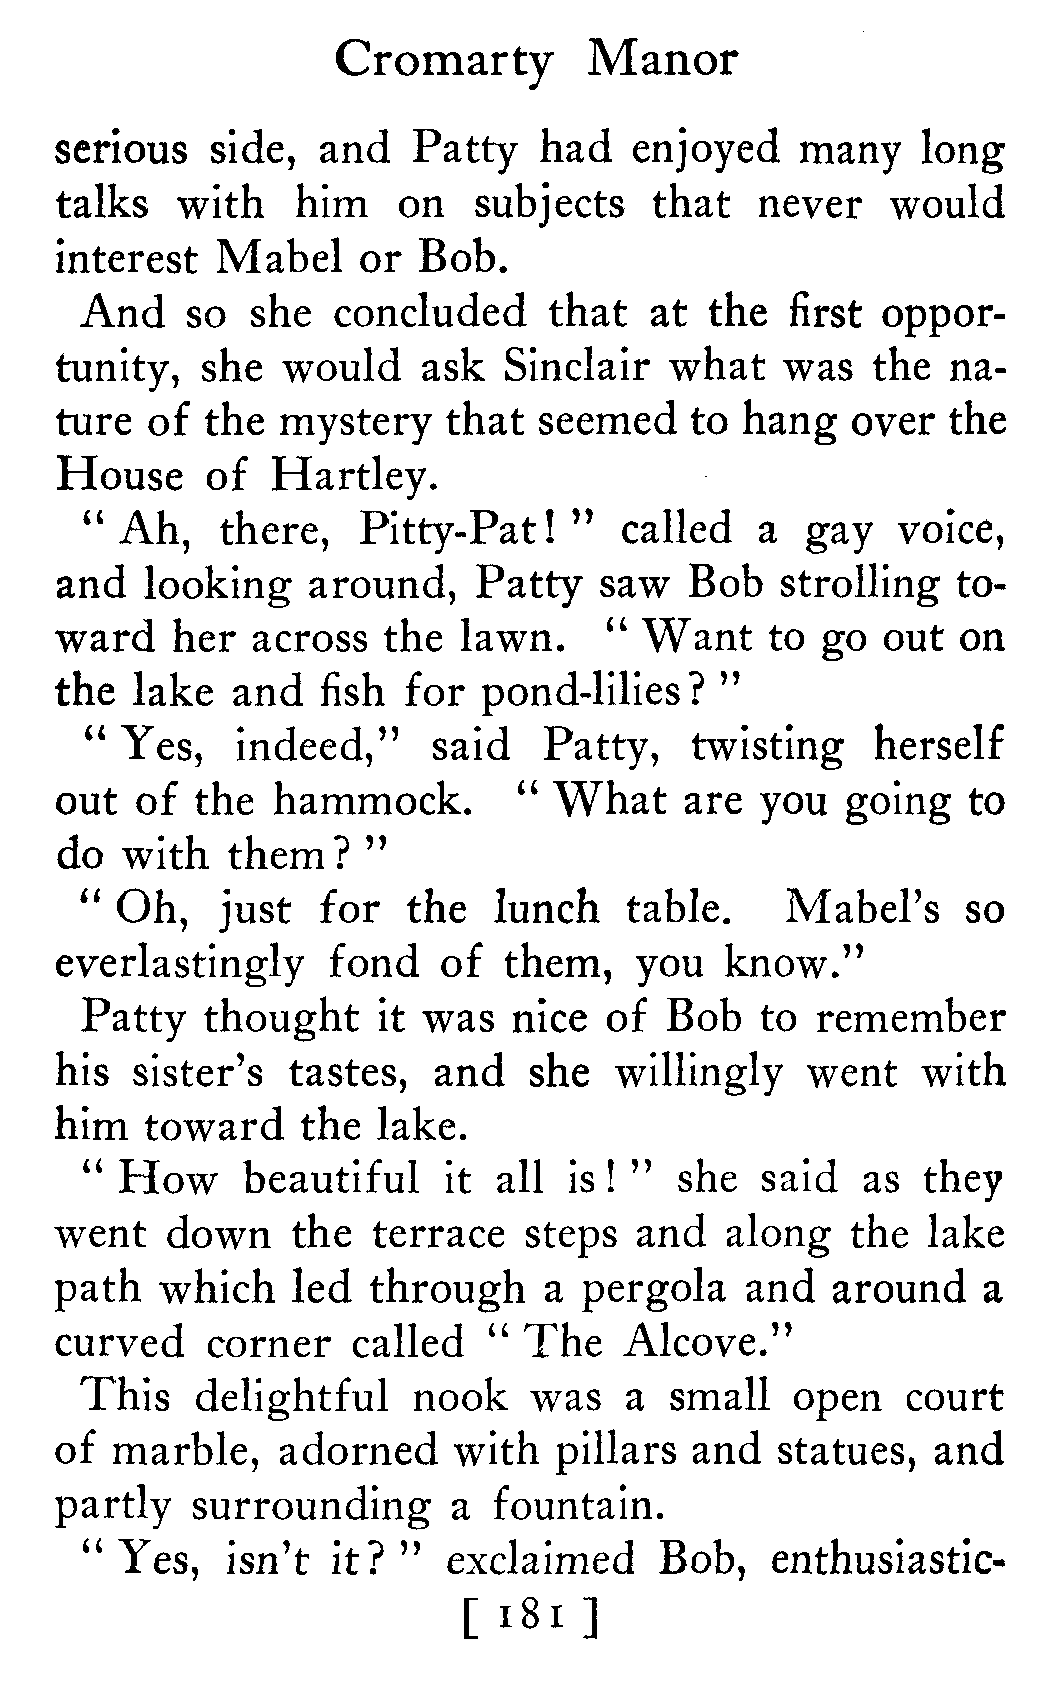 Cromarty Manor
serious side, and Patty had enjoyed many long
talks with him on subjects that never would
interest Mabel or Bob.
And so she concluded that at the first oppor-
tunity, she would ask Sinclair what was the na-
ture of the mystery that seemed to hang over the
House of Hartley.
“ Ah, there, Pitty-Pat! ” called a gay voice,
and looking around, Patty saw Bob strolling to-
ward her across the lawn. “ Want to go out on
the lake and fish for pond-lilies? ”
“ Yes, indeed,” said Patty, twisting herself
out of the hammock. “ What are you going to
do with them? ”
“ Oh, just for the lunch table. Mabel’s so
everlastingly fond of them, you know.”
Patty thought it was nice of Bob to remember
his sister’s tastes, and she willingly went with
him toward the lake.
“ How beautiful it all is! ” she said as they
went down the terrace steps and along the lake
path which led through a pergola and around a
curved corner called “ The Alcove.”
This delightful nook was a small open court
of marble, adorned with pillars and statues, and
partly surrounding a fountain.
“ Yes, isn’t it? ” exclaimed Bob, enthusiastic-
[ 181 ]